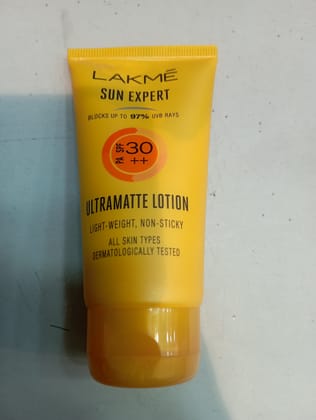 LAKMÉ
SUN EXPERT
BLOCKS UP TO 97% UVB RAYS
SPF 30
PA ++
ULTRAMATTE LOTION
LIGHT-WEIGHT, NON-STICKY
ALL SKIN TYPES
DERMATOLOGICALLY TESTED